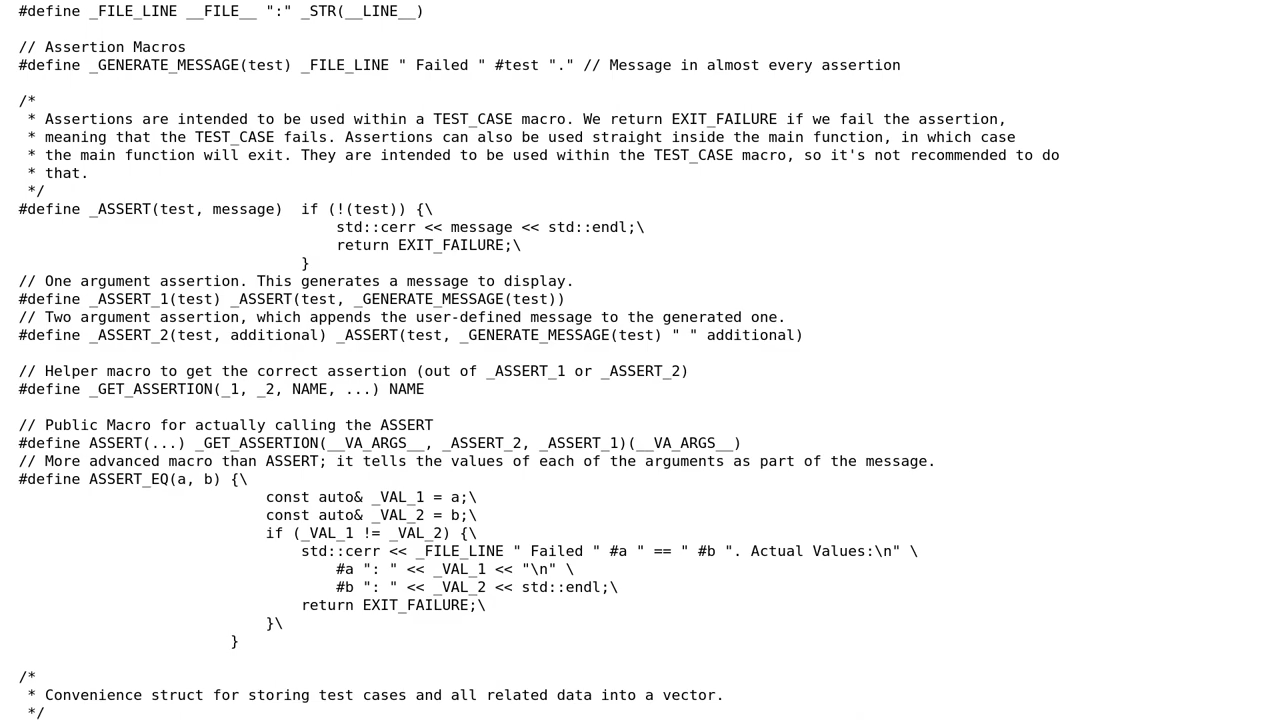 #define _FILE_LINE __FILE__ ":" _STR(__LINE__)

// Assertion Macros
#define _GENERATE_MESSAGE(test) _FILE_LINE " Failed " #test "." // Message in almost every assertion

/*
 * Assertions are intended to be used within a TEST_CASE macro. We return EXIT_FAILURE if we fail the assertion,
 * meaning that the TEST_CASE fails. Assertions can also be used straight inside the main function, in which case
 * the main function will exit. They are intended to be used within the TEST_CASE macro, so it's not recommended to do
 * that.
 */
#define _ASSERT(test, message)  if (!(test)) {\
                                    std::cerr << message << std::endl;\
                                    return EXIT_FAILURE;\
                                }
// One argument assertion. This generates a message to display.
#define _ASSERT_1(test) _ASSERT(test, _GENERATE_MESSAGE(test))
// Two argument assertion, which appends the user-defined message to the generated one.
#define _ASSERT_2(test, additional) _ASSERT(test, _GENERATE_MESSAGE(test) " " additional)

// Helper macro to get the correct assertion (out of _ASSERT_1 or _ASSERT_2)
#define _GET_ASSERTION(_1, _2, NAME, ...) NAME

// Public Macro for actually calling the ASSERT
#define ASSERT(...) _GET_ASSERTION(__VA_ARGS__, _ASSERT_2, _ASSERT_1)(__VA_ARGS__)
// More advanced macro than ASSERT; it tells the values of each of the arguments as part of the message.
#define ASSERT_EQ(a, b) {\
                            const auto& _VAL_1 = a;\
                            const auto& _VAL_2 = b;\
                            if (_VAL_1 != _VAL_2) {\
                                std::cerr << _FILE_LINE " Failed " #a " == " #b ". Actual Values:\n" \
                                    #a ": " << _VAL_1 << "\n" \
                                    #b ": " << _VAL_2 << std::endl;\
                                return EXIT_FAILURE;\
                            }\
                        }

/*
 * Convenience struct for storing test cases and all related data into a vector.
 */